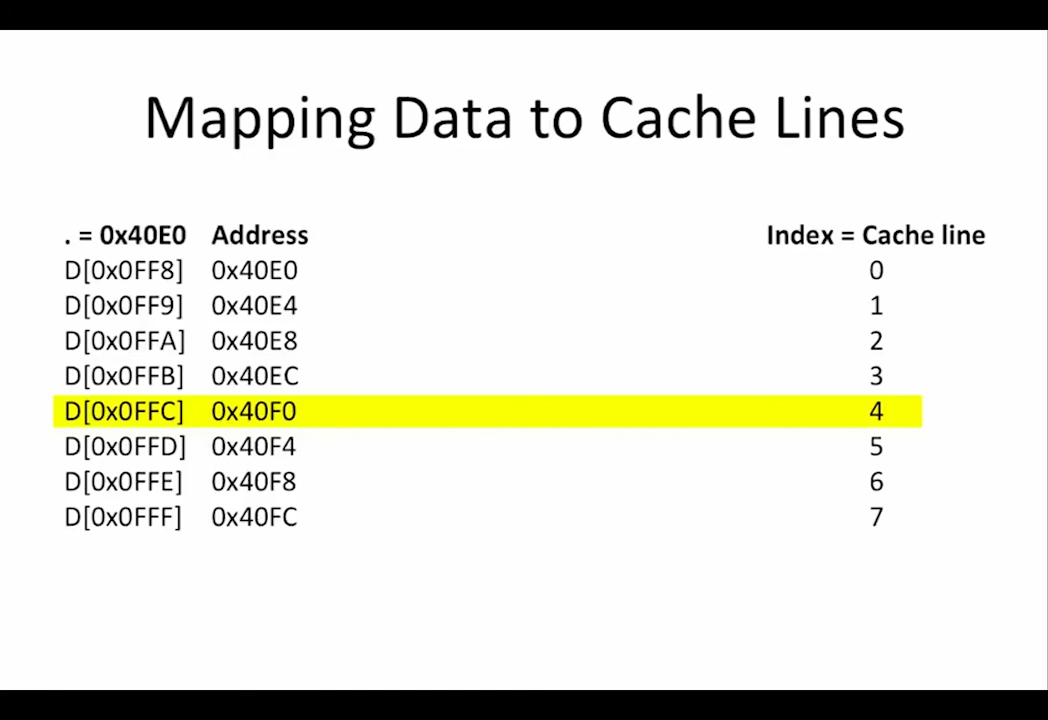 Mapping Data to Cache Lines
. = 0x40E0 Address Index = Cache line
D[0x0FF8] 0x40E0 0
D[0x0FF9] 0x40E4 1
D[0x0FFA] 0x40E8 2
D[0x0FFB] 0x40EC 3
D[0x0FFC] 0x40F0 4
D[0x0FFD] 0x40F4 5
D[0x0FFE] 0x40F8 6
D[0x0FFF] 0x40FC 7